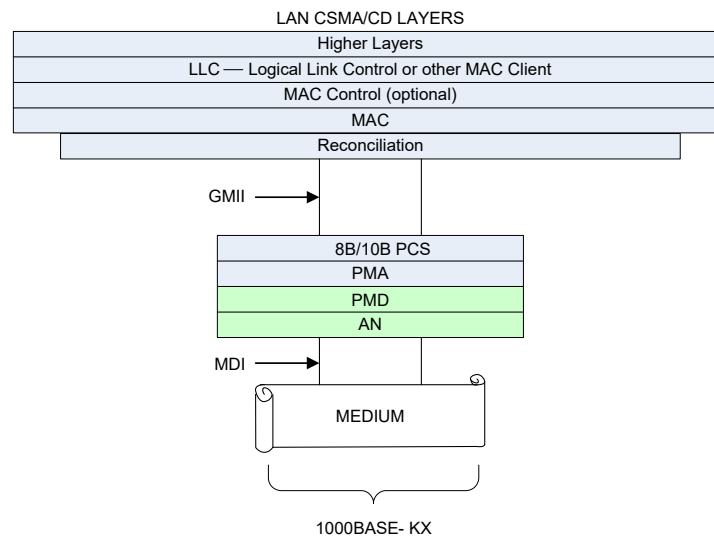 LAN CSMA/CD LAYERS
Higher Layers
LLC — Logical Link Control or other MAC Client
MAC Control (optional)
MAC
Reconciliation
GMII
8B/10B PCS
PMA
PMD
AN
MDI
MEDIUM
1000BASE- KX